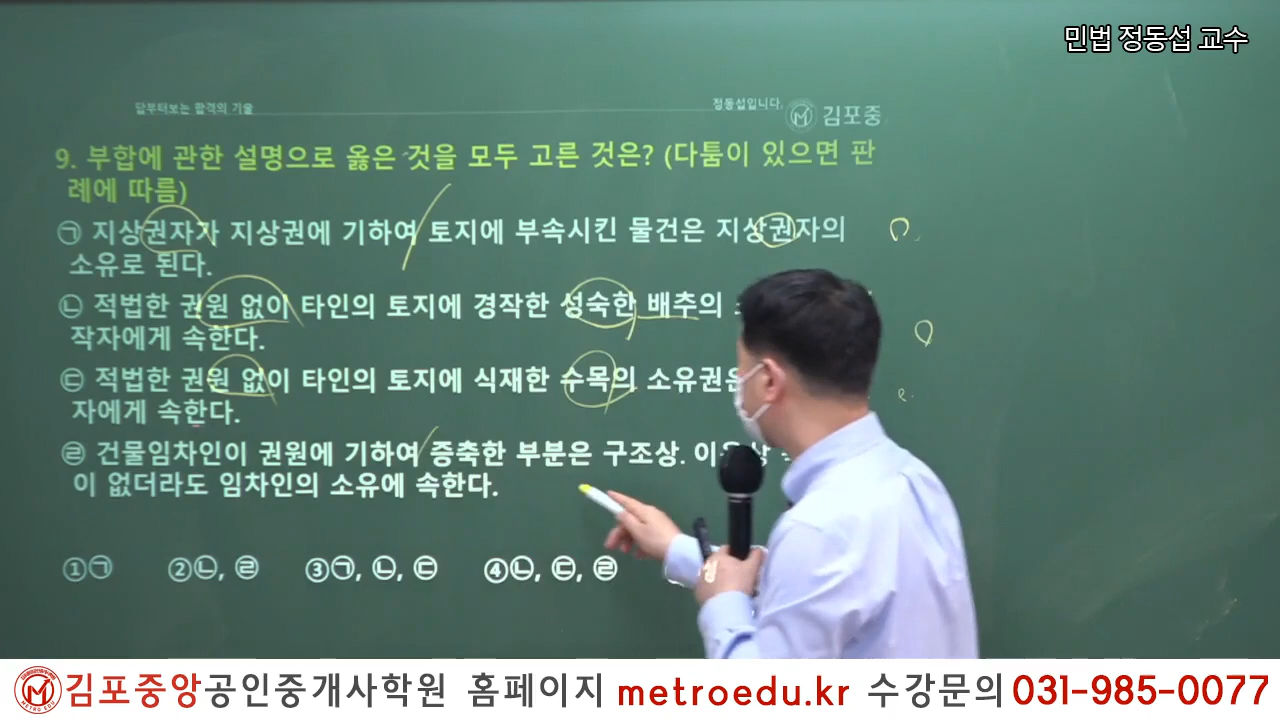 민법 정동섭 교수
답부터보는 합격의 기술
정동섭입니다.
김포중
9. 부합에 관한 설명으로 옳은 것을 모두 고른 것은? (다툼이 있으면 판
례에 따름)
㉠ 지상권자가 지상권에 기하여 토지에 부속시킨 물건은 지상권자의
소유로 된다.
㉡ 적법한 권원 없이 타인의 토지에 경작한 성숙한 배추의
작자에게 속한다.
㉢ 적법한 권원 없이 타인의 토지에 식재한 수목의 소유권은
자에게 속한다.
㉣ 건물임차인이 권원에 기하여 증축한 부분은 구조상.
이 없더라도 임차인의 소유에 속한다.
①㉠ ②㉡, ㉣ ③㉠, ㉡, ㉢ ④㉡, ㉢, ㉣
김포중앙공인중개사학원 홈페이지 metroedu.kr 수강문의 031-985-0077